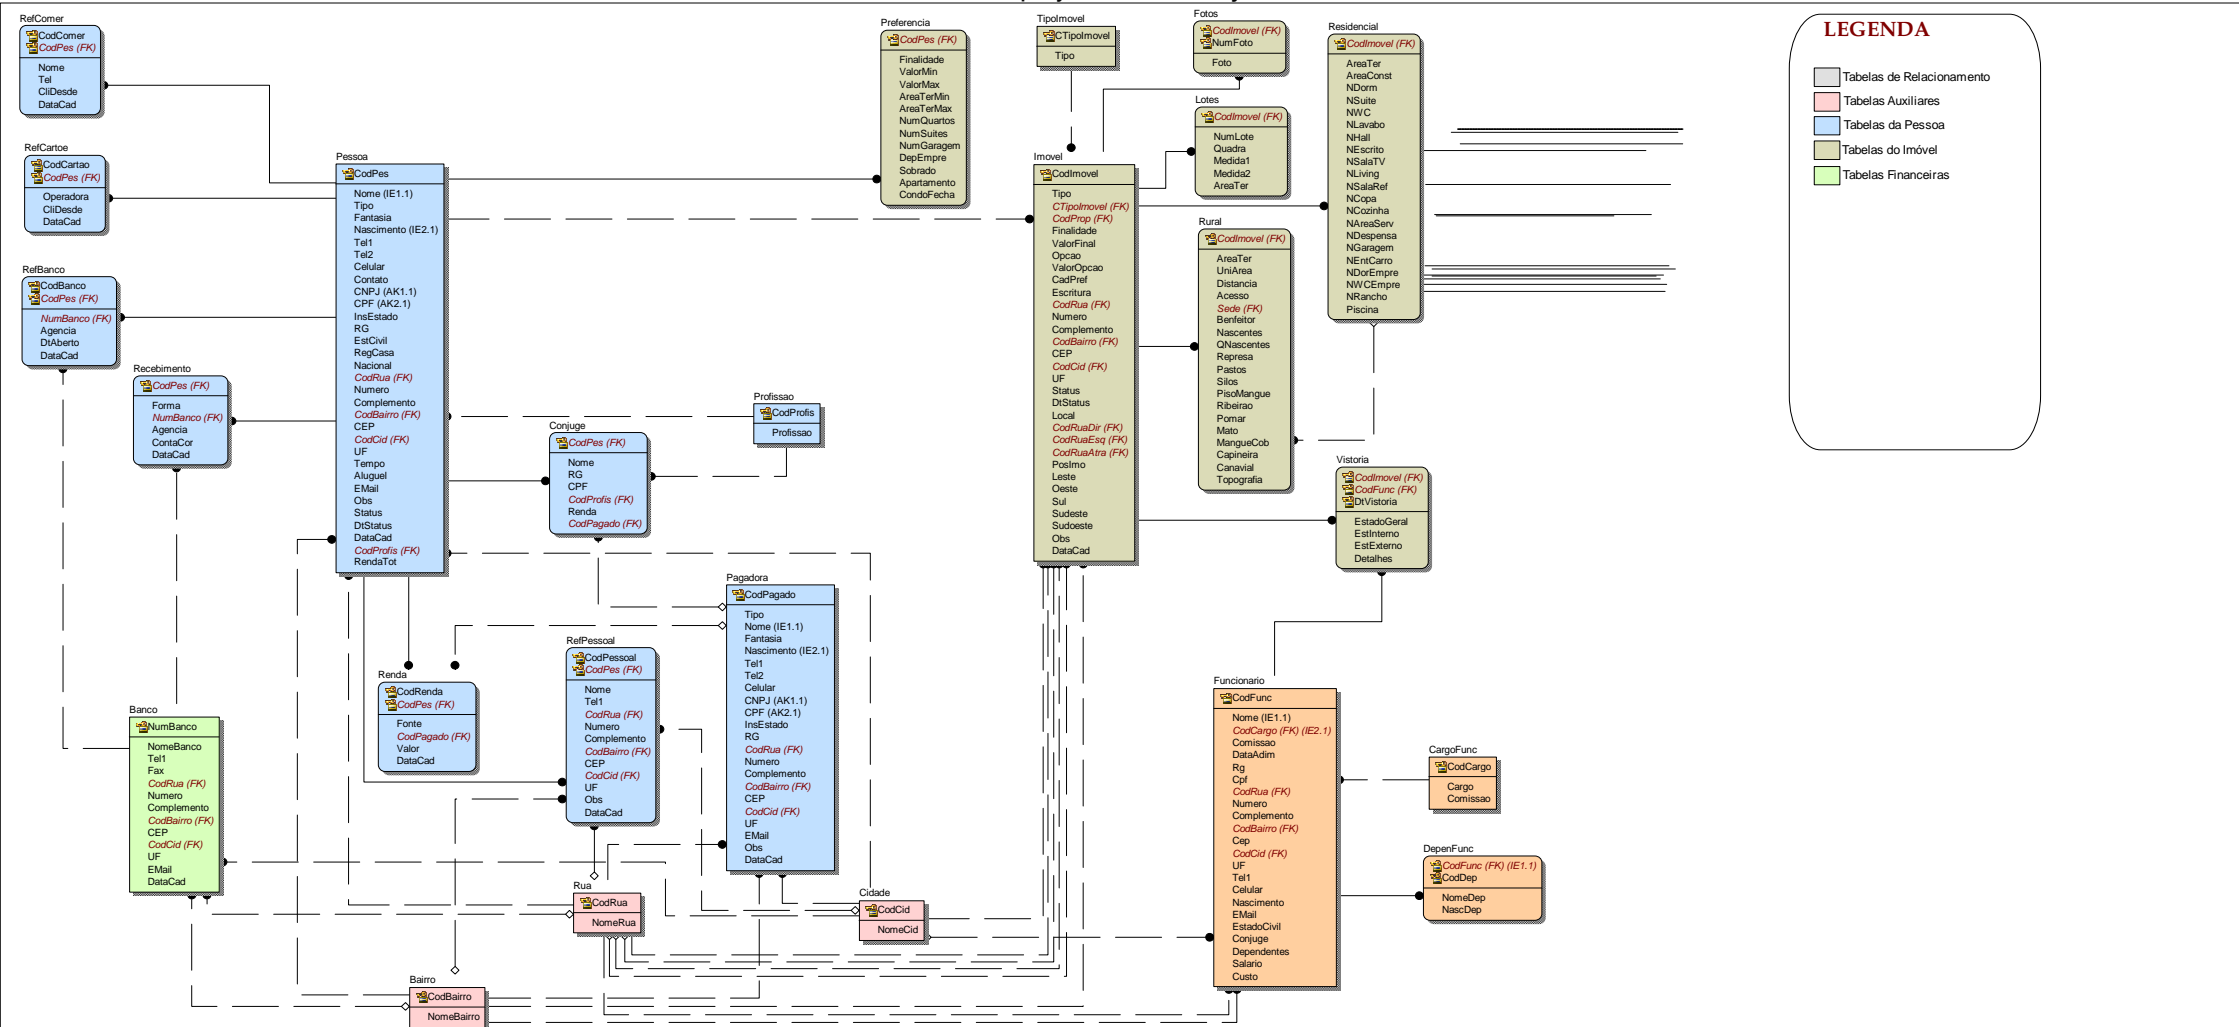 RefComer
CodComer
CodPes (FK)
Nome
Tel
CliDesde
DataCad
RefCartoe
CodCartao
CodPes (FK)
Operadora
CliDesde
DataCad
RefBanco
CodBanco
CodPes (FK)
NumBanco (FK)
Agencia
DtAberto
DataCad
Recebimento
CodPes (FK)
Forma
NumBanco (FK)
Agencia
ContaCor
DataCad
Banco
NumBanco
NomeBanco
Tel1
Fax
CodRua (FK)
Numero
Complemento
CodBairro (FK)
CEP
CodCid (FK)
UF
EMail
DataCad
Pessoa
CodPes
Nome (IE1.1)
Tipo
Fantasia
Nascimento (IE2.1)
Tel1
Tel2
Celular
Contato
CNPJ (AK1.1)
CPF (AK2.1)
InsEstado
RG
EstCivil
RegCasa
Nacional
CodRua (FK)
Numero
Complemento
CodBairro (FK)
CEP
CodCid (FK)
UF
Tempo
Aluguel
EMail
Obs
Status
DtStatus
DataCad
CodProfis (FK)
RendaTot
Renda
CodRenda
CodPes (FK)
Fonte
CodPagado (FK)
Valor
DataCad
Bairro
CodBairro
NomeBairro
Conjuge
CodPes (FK)
Nome
RG
CPF
CodProfis (FK)
Renda
CodPagado (FK)
Profissao
CodProfis
Profissao
RefPessoal
CodPessoal
CodPes (FK)
Nome
Tel1
CodRua (FK)
Numero
Complemento
CodBairro (FK)
CEP
CodCid (FK)
UF
Obs
DataCad
Rua
CodRua
NomeRua
Pagadora
CodPagado
Tipo
Nome (IE1.1)
Fantasia
Nascimento (IE2.1)
Tel1
Tel2
Celular
CNPJ (AK1.1)
CPF (AK2.1)
InsEstado
RG
CodRua (FK)
Numero
Complemento
CodBairro (FK)
CEP
CodCid (FK)
UF
EMail
Obs
DataCad
Cidade
CodCid
NomeCid
Preferencia
CodPes (FK)
Finalidade
ValorMin
ValorMax
AreaTerMin
AreaTerMax
NumQuartos
NumSuites
NumGaragem
DepEmpre
Sobrado
Apartamento
CondoFecha
TipoImovel
CTipoImovel
Tipo
Imovel
CodImovel
Tipo
CTipoImovel (FK)
CodProp (FK)
Finalidade
ValorFinal
Opcao
ValorOpcao
CadPref
Escritura
CodRua (FK)
Numero
Complemento
CodBairro (FK)
CEP
CodCid (FK)
UF
Status
DtStatus
Local
CodRuaDir (FK)
CodRuaEsq (FK)
CodRuaAtra (FK)
PosImo
Leste
Oeste
Sul
Sudeste
Sudoeste
Obs
DataCad
Fotos
CodImovel (FK)
NumFoto
Foto
Lotes
CodImovel (FK)
NumLote
Quadra
Medida1
Medida2
AreaTer
Rural
CodImovel (FK)
AreaTer
UniArea
Distancia
Acesso
Sede (FK)
Benfeitor
Nascentes
QNascentes
Represa
Pastos
Silos
PisoMangue
Ribeirao
Pomar
Mato
MangueCob
Capineira
Canavial
Topografia
Residencial
CodImovel (FK)
AreaTer
AreaConst
NDorm
NSuite
NWC
NLavabo
NHall
NEscrito
NSalaTV
NLiving
NSalaRef
NCopa
NCozinha
NAreaServ
NDespensa
NGaragem
NEntCarro
NDorEmpre
NWCEmpre
NRancho
Piscina
Vistoria
CodImovel (FK)
CodFunc (FK)
DtVistoria
EstadoGeral
EstInterno
EstExterno
Detalhes
Funcionario
CodFunc
Nome (IE1.1)
CodCargo (FK) (IE2.1)
Comissao
DataAdim
Rg
Cpf
CodRua (FK)
Numero
Complemento
CodBairro (FK)
Cep
CodCid (FK)
UF
Tel1
Celular
Nascimento
EMail
EstadoCivil
Conjuge
Dependentes
Salario
Custo
CargoFunc
CodCargo
Cargo
Comissao
DepenFunc
CodFunc (FK) (IE1.1)
CodDep
NomeDep
NascDep
LEGENDA
Tabelas de Relacionamento
Tabelas Auxiliares
Tabelas da Pessoa
Tabelas do Imóvel
Tabelas Financeiras